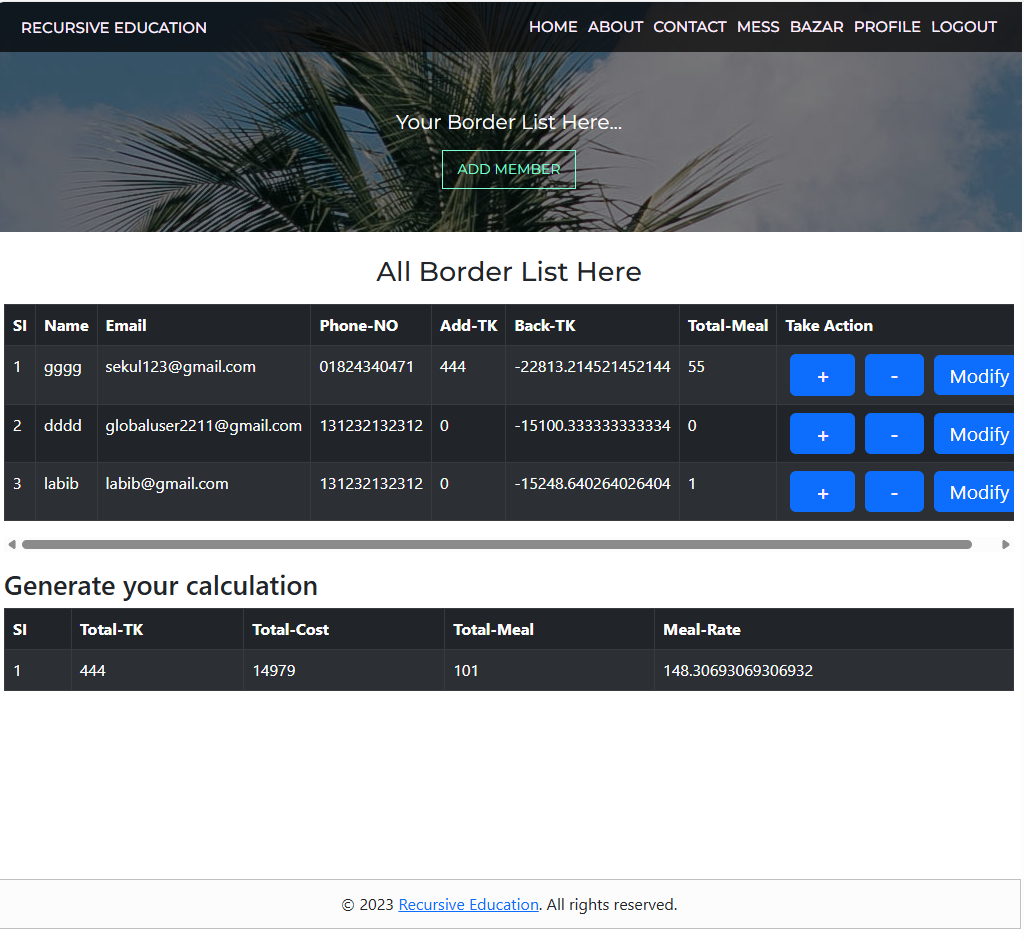 RECURSIVE EDUCATION HOME ABOUT CONTACT MESS BAZAR PROFILE LOGOUT
Your Border List Here...
ADD MEMBER
All Border List Here
Sl Name Email Phone-NO Add-TK Back-TK Total-Meal Take Action
1 gggg sekul123@gmail.com 01824340471 444 -22813.214521452144 55 + - Modify
2 dddd globaluser2211@gmail.com 131232132312 0 -15100.333333333334 0 + - Modify
3 labib labib@gmail.com 131232132312 0 -15248.640264026404 1 + - Modify
Generate your calculation
Sl Total-TK Total-Cost Total-Meal Meal-Rate
1 444 14979 101 148.30693069306932
© 2023 Recursive Education. All rights reserved.